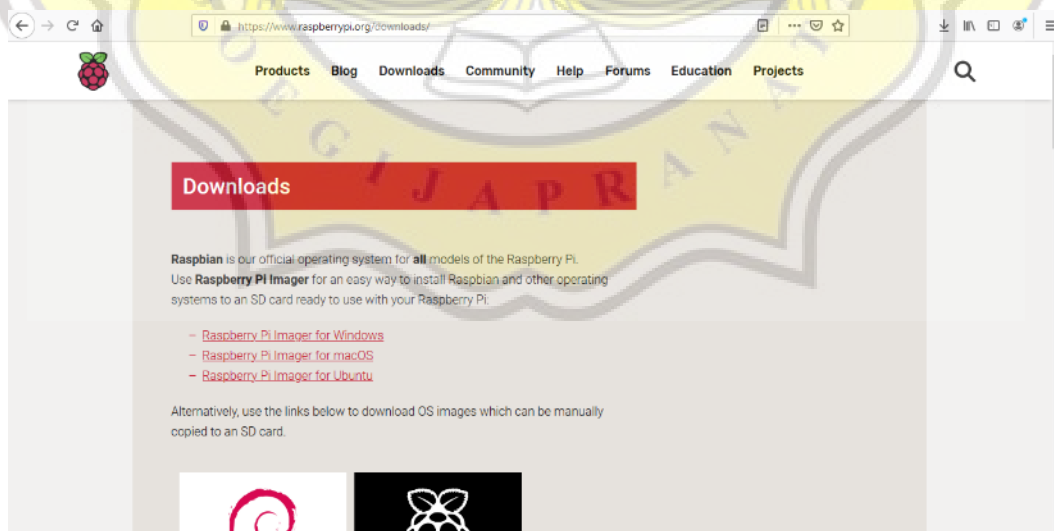 https://www.raspberrypi.org/downloads/
Products Blog Downloads Community Help Forums Education Projects
OEGIJAPRANA
Downloads
Raspbian is our official operating system for all models of the Raspberry Pi.
Use Raspberry Pi Imager for an easy way to install Raspbian and other operating
systems to an SD card ready to use with your Raspberry Pi:
– Raspberry Pi Imager for Windows
– Raspberry Pi Imager for macOS
– Raspberry Pi Imager for Ubuntu
Alternatively, use the links below to download OS images which can be manually
copied to an SD card.